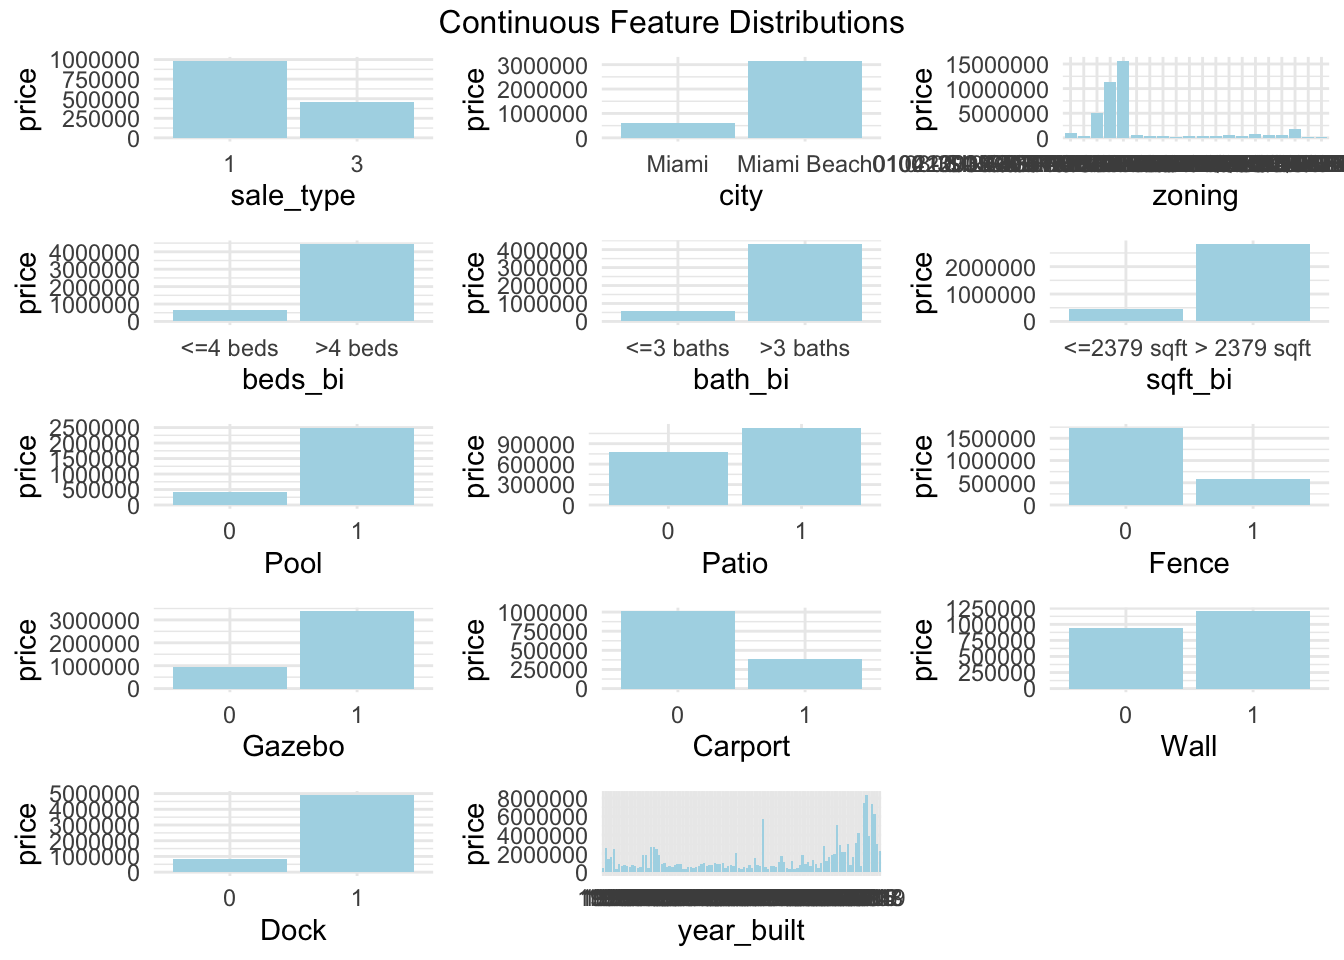 Continuous Feature Distributions
price
1000000
750000
500000
250000
0
1
3
sale_type
price
3000000
2000000
1000000
0
Miami
Miami Beach
city
price
15000000
10000000
5000000
0
zoning
price
4000000
3000000
2000000
1000000
0
<=4 beds
>4 beds
beds_bi
price
4000000
3000000
2000000
1000000
0
<=3 baths
>3 baths
bath_bi
price
2000000
1000000
0
<=2379 sqft
> 2379 sqft
sqft_bi
price
2500000
2000000
1500000
1000000
500000
0
0
1
Pool
price
900000
600000
300000
0
0
1
Patio
price
1500000
1000000
500000
0
0
1
Fence
price
3000000
2000000
1000000
0
0
1
Gazebo
price
1000000
750000
500000
250000
0
0
1
Carport
price
1250000
1000000
750000
500000
250000
0
0
1
Wall
price
5000000
4000000
3000000
2000000
1000000
0
0
1
Dock
price
8000000
6000000
4000000
2000000
0
year_built